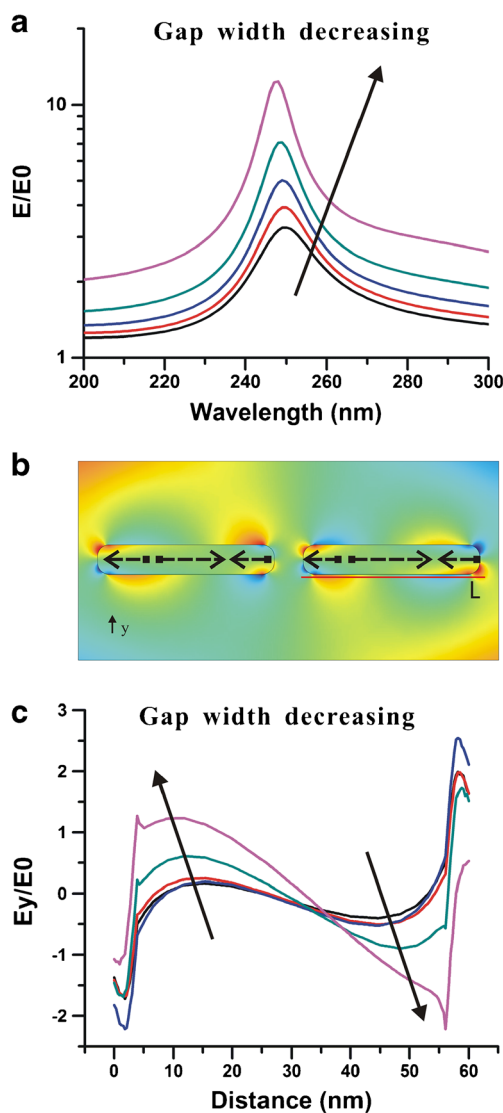 a
Gap width decreasing
10
E/E0
1
200 220 240 260 280 300
Wavelength (nm)
b
L
y
c
Gap width decreasing
3
2
1
0
-1
-2
Ey/E0
0 10 20 30 40 50 60
Distance (nm)